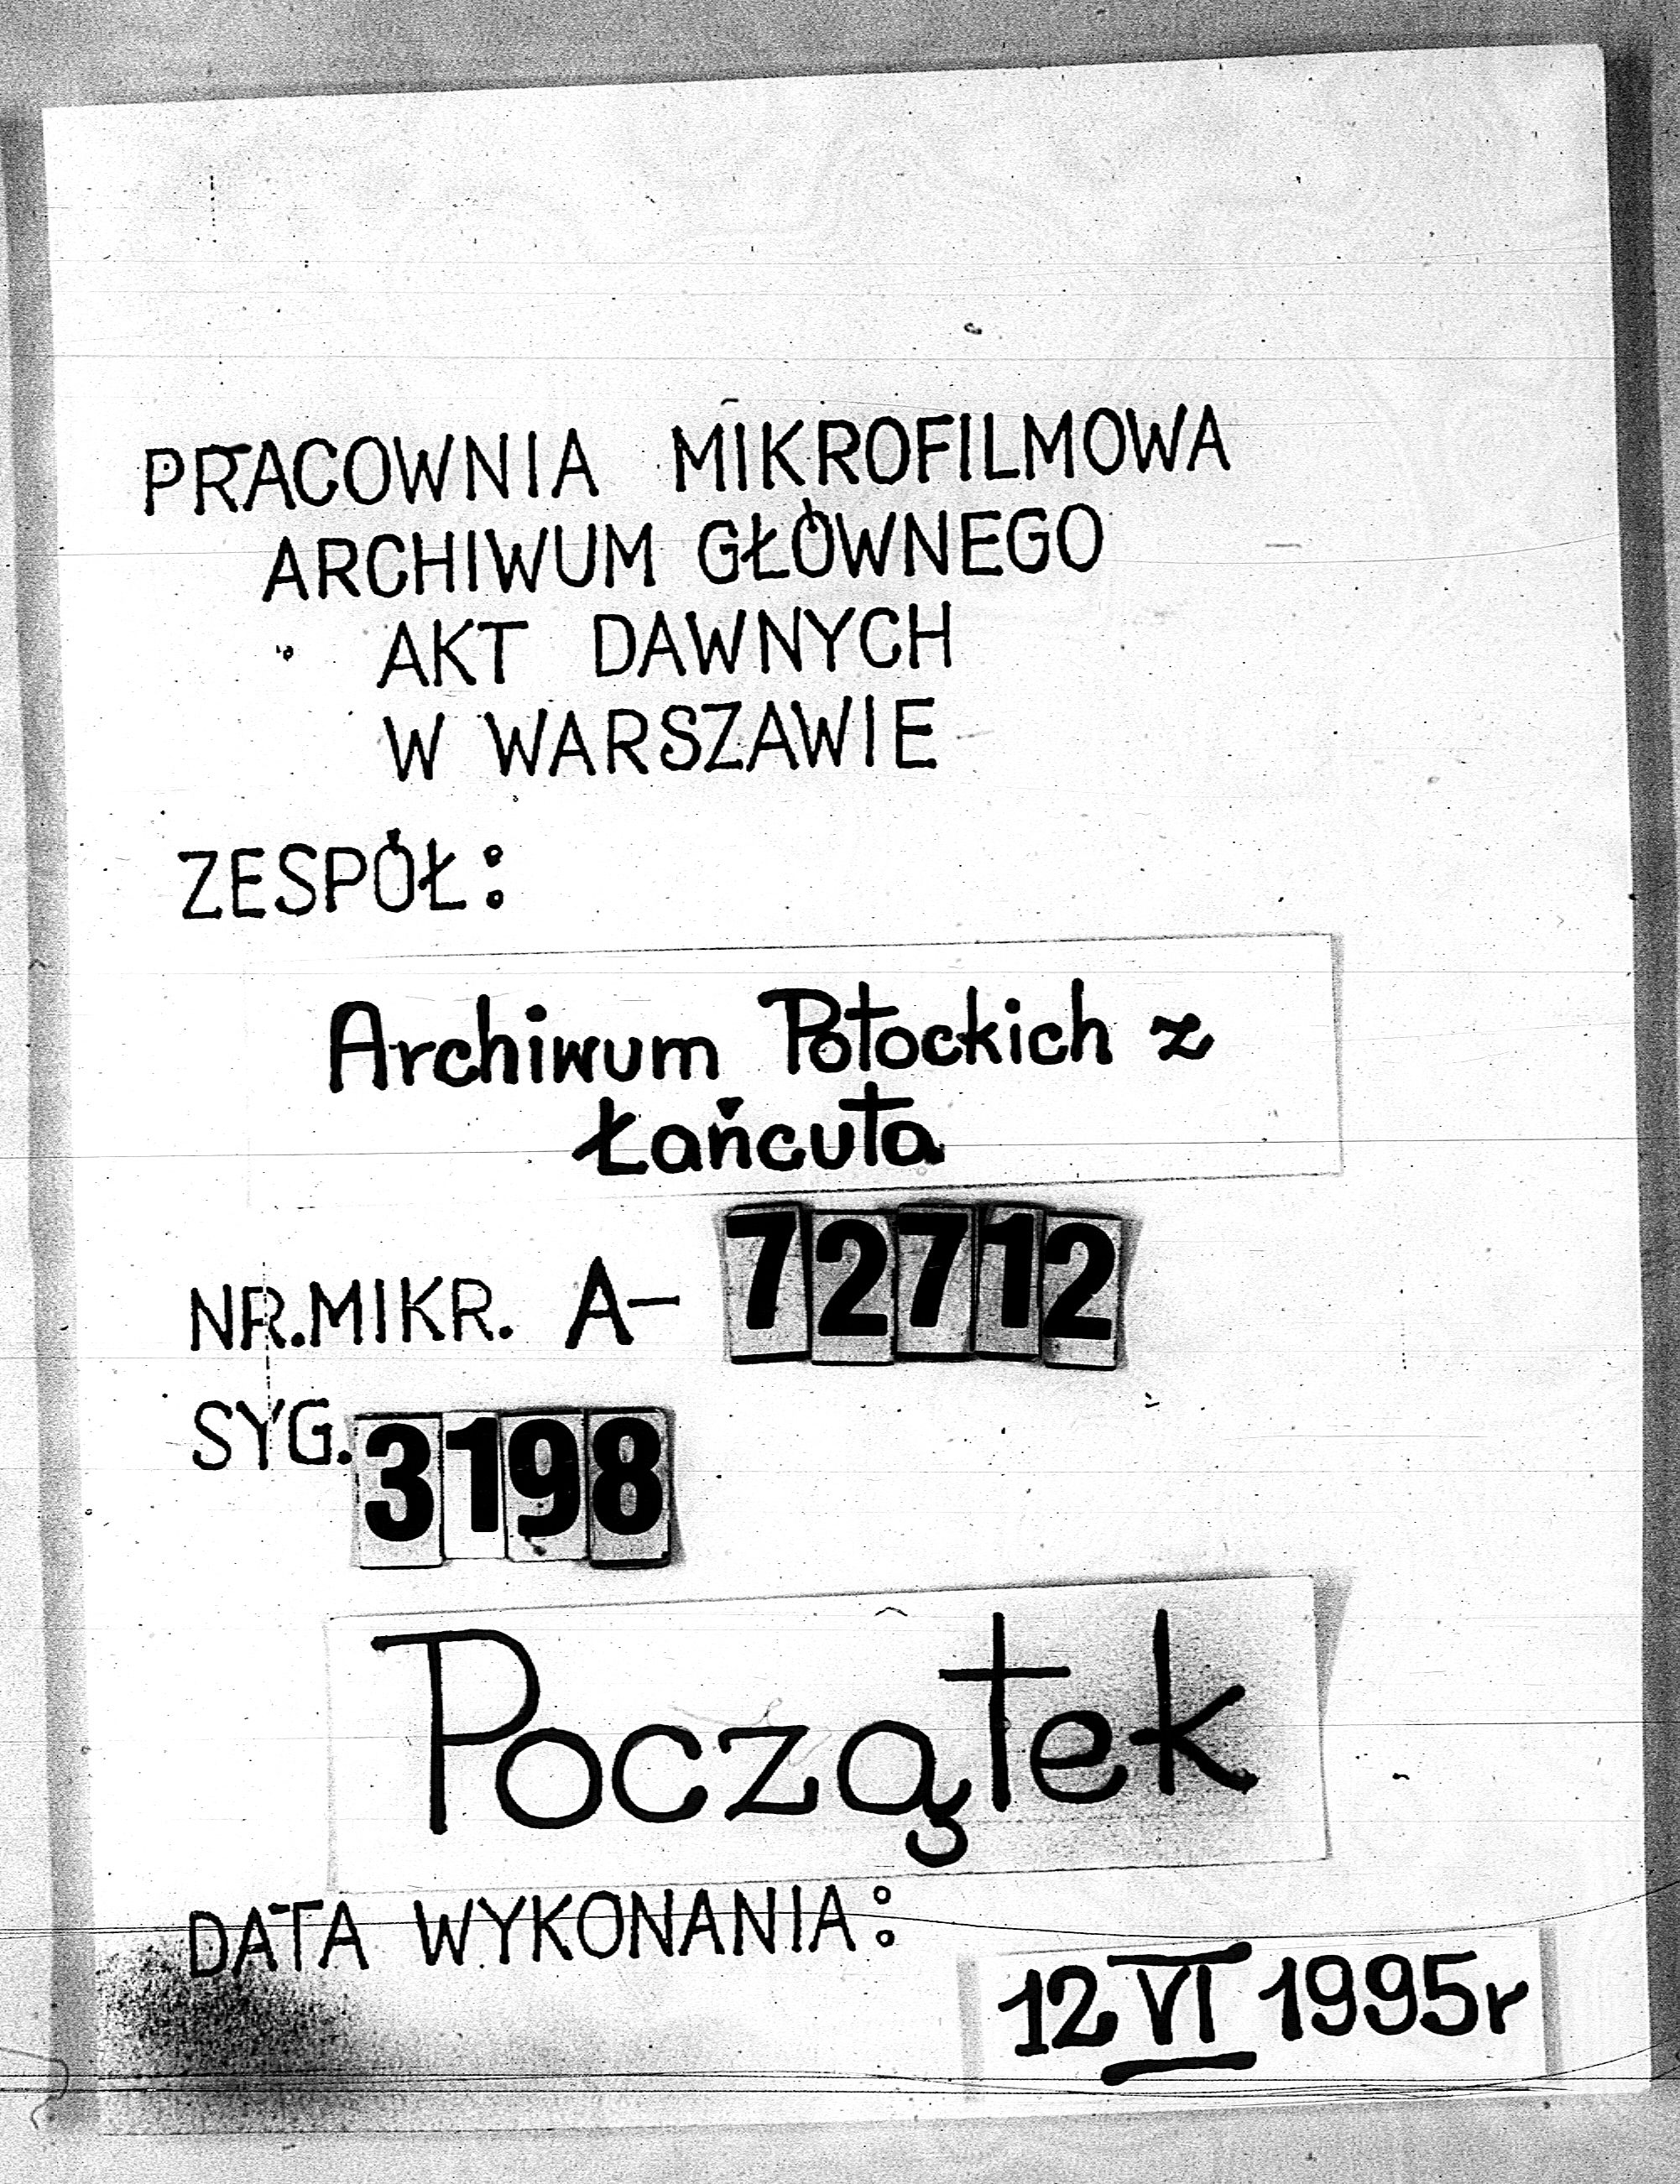 PRACOWNIA MIKROFILMOWA
ARCHIWUM GŁÓWNEGO
AKT DAWNYCH
W WARSZAWIE
ZESPÓŁ:
Archiwum Potockich z
Łańcuta
NR.MIKR. A- 72712
SYG. 3198
Początek
DATA WYKONANIA:
12 VI 1995r